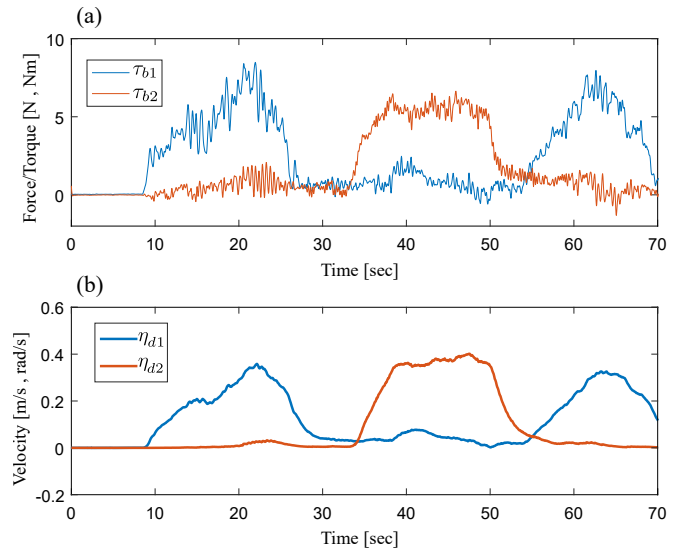 (a)
Force/Torque [N , Nm]
10
5
0
τb1
τb2
0 10 20 30 40 50 60 70
Time [sec]
(b)
Velocity [m/s , rad/s]
0.6
0.4
0.2
0
-0.2
ηd1
ηd2
0 10 20 30 40 50 60 70
Time [sec]